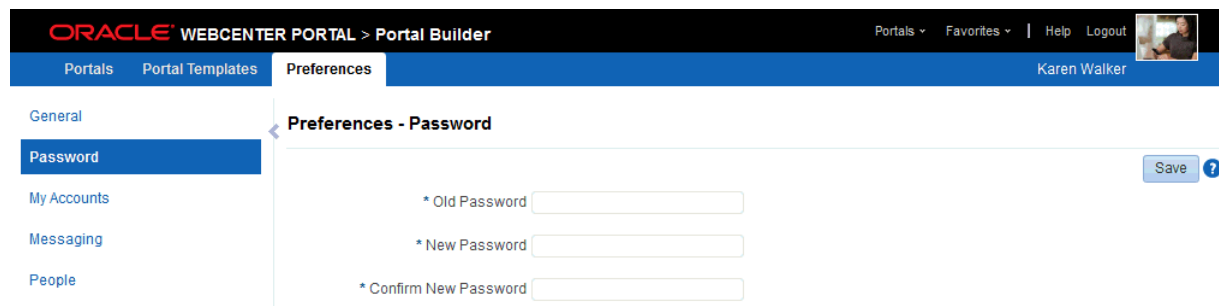 ORACLE WEBCENTER PORTAL > Portal Builder
Portals Favorites | Help Logout
Portals Portal Templates Preferences Karen Walker
General
Preferences - Password
Password
Save ?
My Accounts
* Old Password
Messaging
* New Password
People
* Confirm New Password